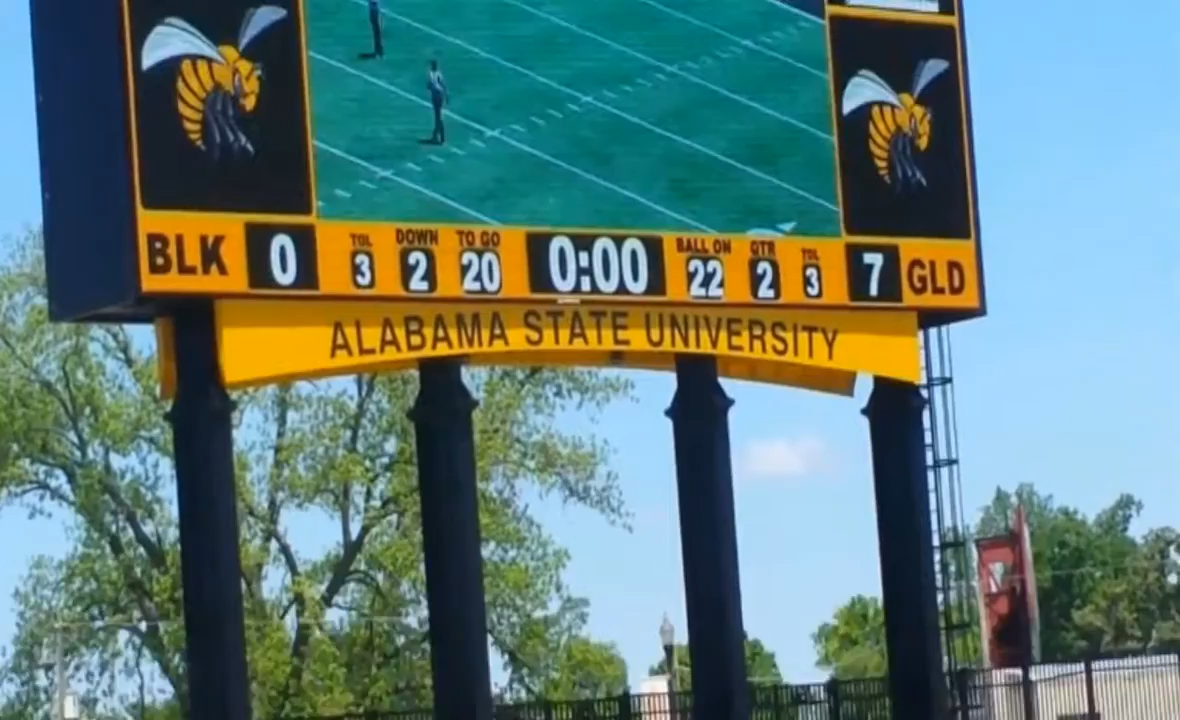 TOL DOWN TO GO BALL ON QTR TOL
BLK 0 3 2 20 0:00 22 2 3 7 GLD
ALABAMA STATE UNIVERSITY